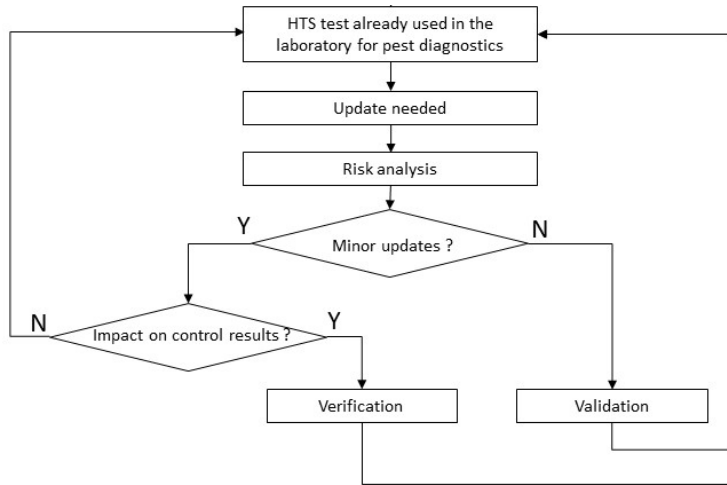 HTS test already used in the
laboratory for pest diagnostics
Update needed
Risk analysis
Y
Minor updates ?
N
N
Impact on control results ?
Y
Verification
Validation